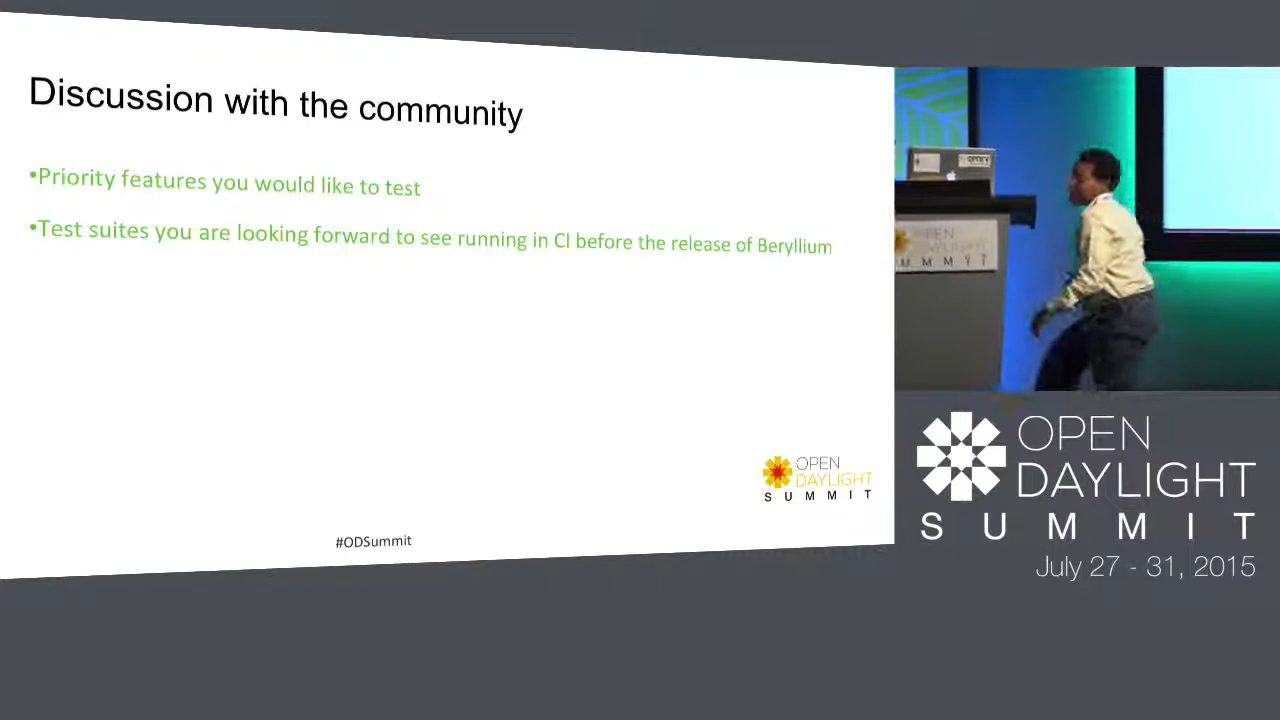 Discussion with the community
•Priority features you would like to test
•Test suites you are looking forward to see running in CI before the release of Beryllium
OPEN
DAYLIGHT
SUMMIT
#ODSummit
DAYLIGHT
SUMMIT
OPEN
DAYLIGHT
SUMMIT
July 27 - 31, 2015